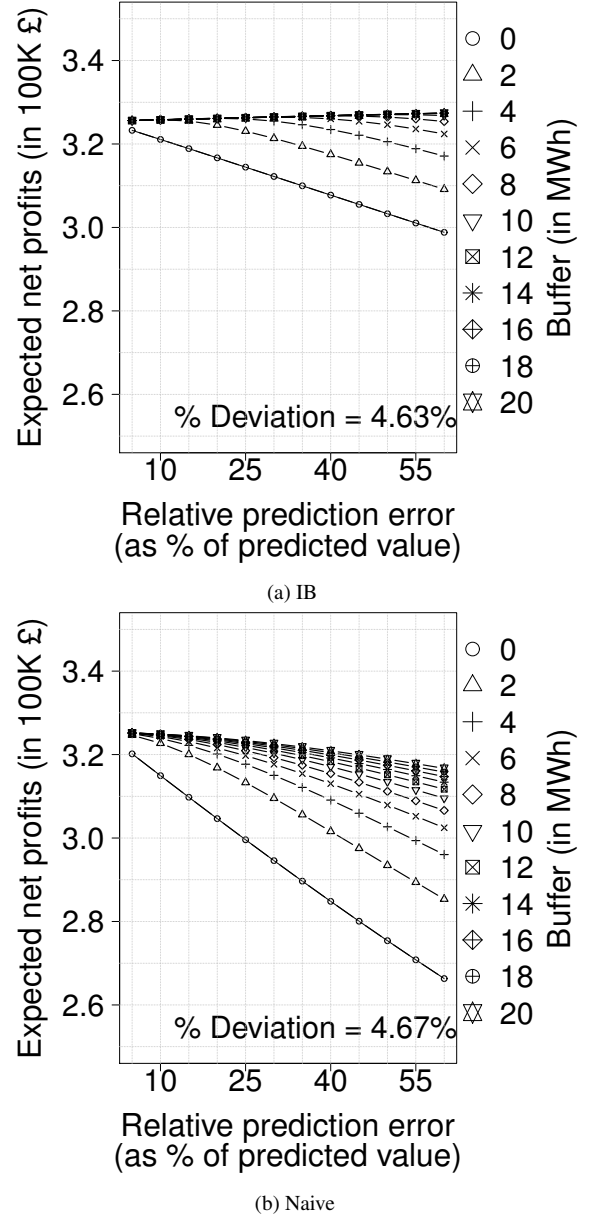 Expected net profits (in 100K £)
3.4
3.2
3.0
2.8
2.6
% Deviation = 4.63%
10 25 40 55
Relative prediction error
(as % of predicted value)
0
2
4
6
8
10
12
14
16
18
20
Buffer (in MWh)
(a) IB
Expected net profits (in 100K £)
3.4
3.2
3.0
2.8
2.6
% Deviation = 4.67%
10 25 40 55
Relative prediction error
(as % of predicted value)
0
2
4
6
8
10
12
14
16
18
20
Buffer (in MWh)
(b) Naive